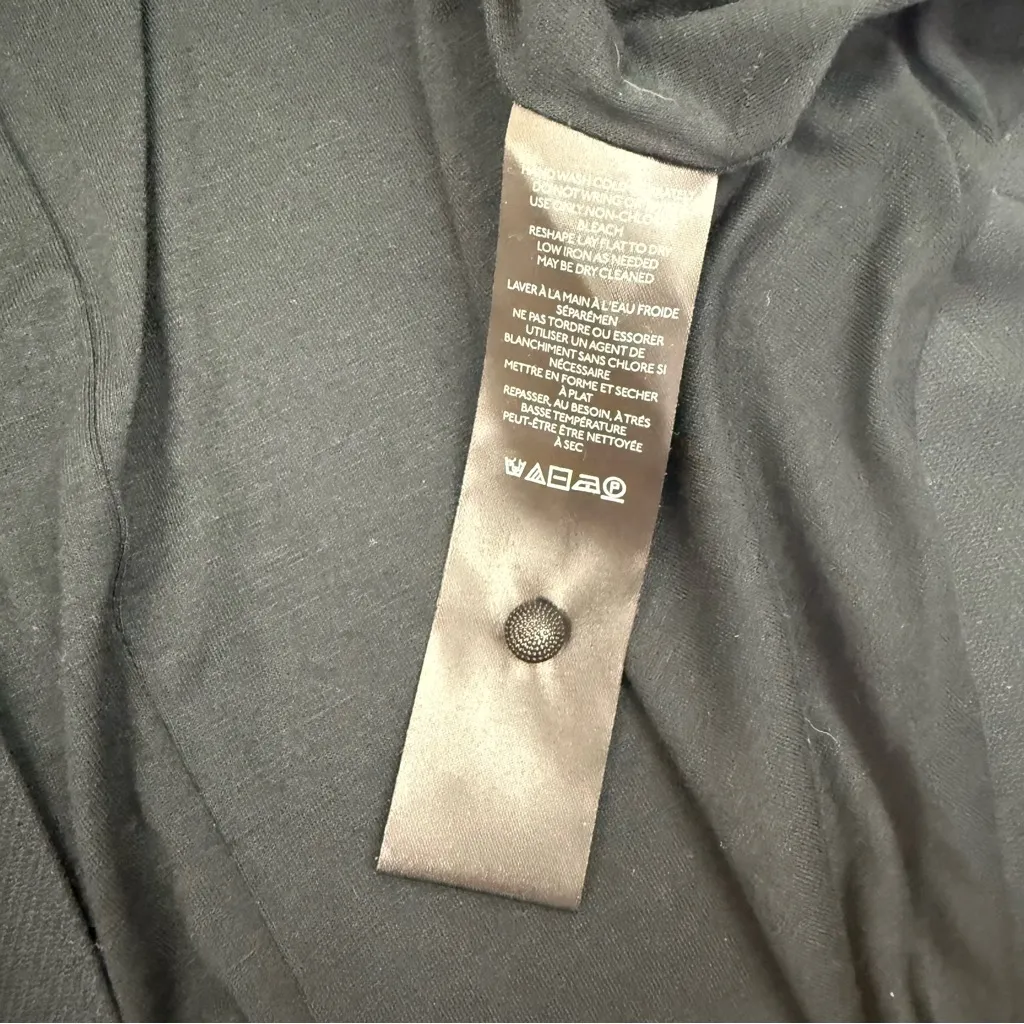 HAND WASH COLD SEPARATELY
DO NOT WRING OR
USE ONLY NON-CHLORINE
BLEACH
RESHAPE LAY FLAT TO DRY
LOW IRON AS NEEDED
MAY BE DRY CLEANED
LAVER À LA MAIN À L'EAU FROIDE
SÉPARÉMEN
NE PAS TORDRE OU ESSORER
UTILISER UN AGENT DE
BLANCHIMENT SANS CHLORE SI
NÉCESSAIRE
METTRE EN FORME ET SECHER
À PLAT
REPASSER, AU BESOIN, À TRÉS
BASSE TEMPÉRATURE
PEUT-ÊTRE ÊTRE NETTOYÉE
À SEC
P